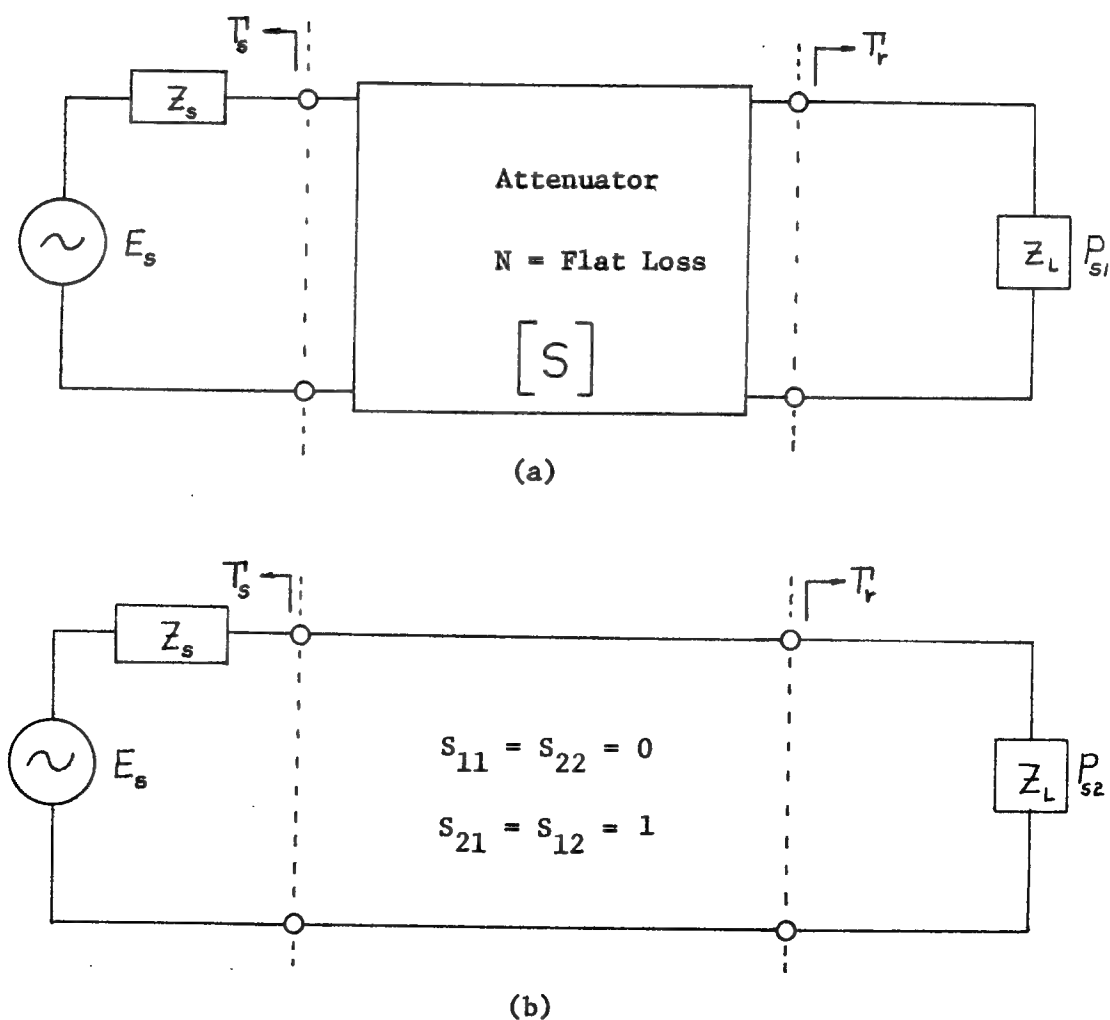 Γs
Γr
Zs
Attenuator
Es
N = Flat Loss
ZL
Ps1
[S]
(a)
Γs
Γr
Zs
S11 = S22 = 0
Es
ZL
Ps2
S21 = S12 = 1
(b)